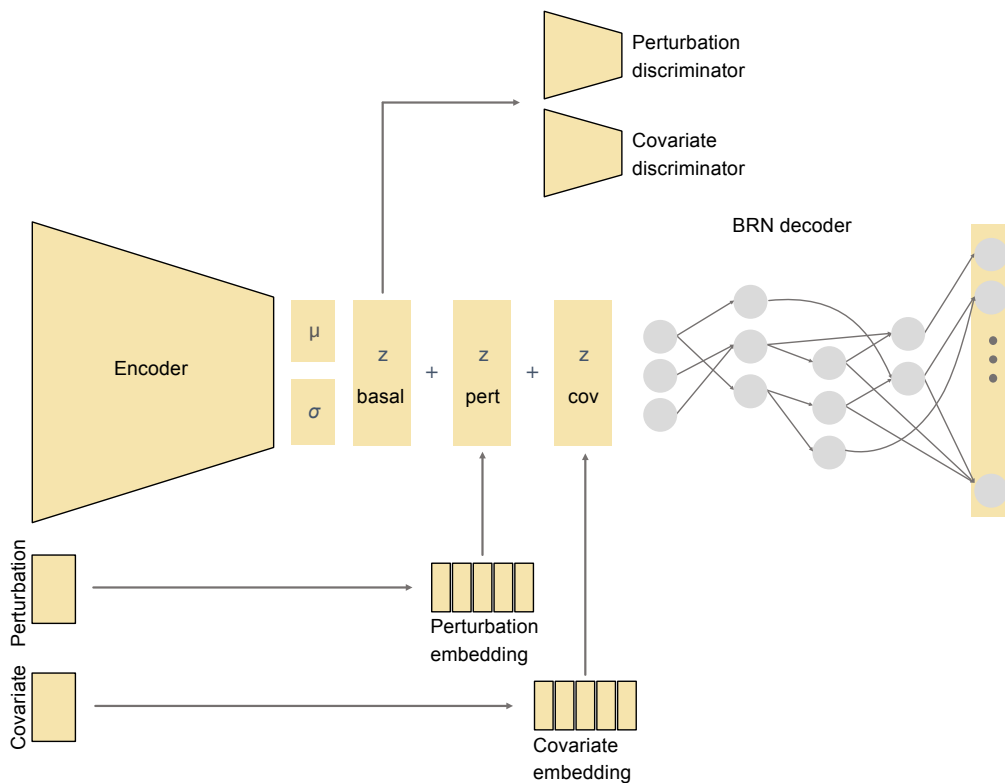 Perturbation
discriminator
Covariate
discriminator
BRN decoder
Encoder
μ
σ
z
basal
+
z
pert
+
z
cov
Perturbation
Perturbation
embedding
Covariate
Covariate
embedding